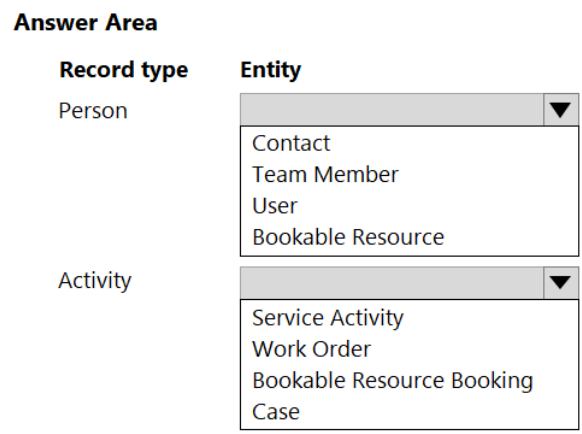 Answer Area
Record type Entity
Person
Contact
Team Member
User
Bookable Resource
Activity
Service Activity
Work Order
Bookable Resource Booking
Case